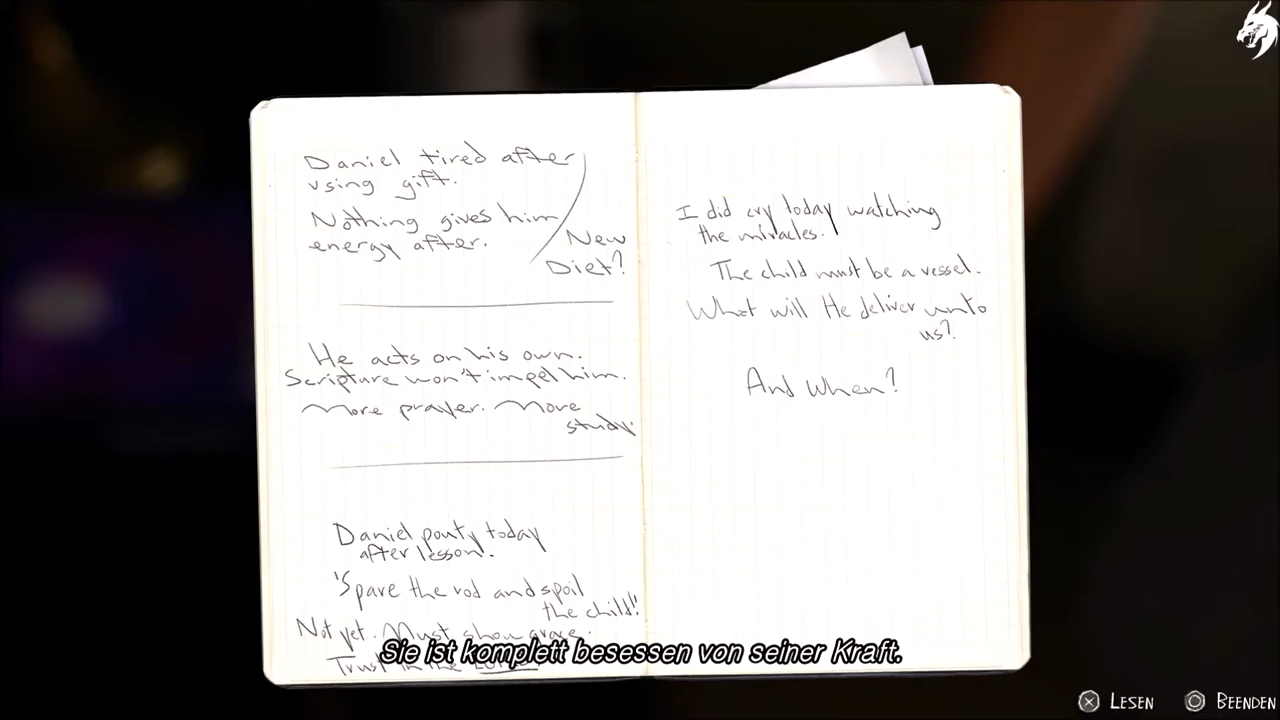 Daniel tired after
using gift.
Nothing gives him
energy after.
New
Diet?
He acts on his own.
Scripture won't impel him.
More prayer. More
study.
Daniel pouty today
after lesson.
'Spare the rod and spoil
the child!'
Not yet. Must show grace.
Trust in the
I did cry today watching
the miracles.
The child must be a vessel.
What will He deliver unto
us?
And when?
Sie ist komplett besessen von seiner Kraft.
Lesen
Beenden